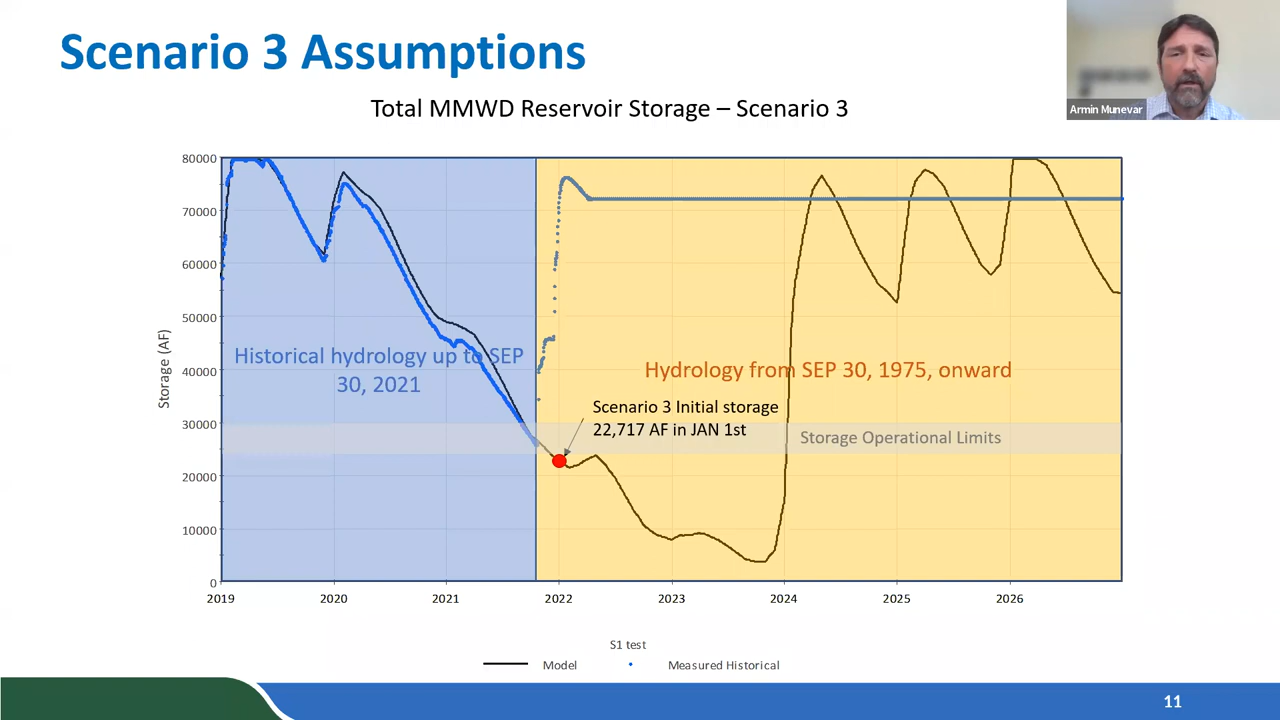 Scenario 3 Assumptions
Armin Munevar
Total MMWD Reservoir Storage – Scenario 3
80000
70000
60000
50000
40000
30000
20000
10000
0
Storage (AF)
Historical hydrology up to SEP
30, 2021
Hydrology from SEP 30, 1975, onward
Scenario 3 Initial storage
22,717 AF in JAN 1st
Storage Operational Limits
2019 2020 2021 2022 2023 2024 2025 2026
S1 test
Model Measured Historical
11